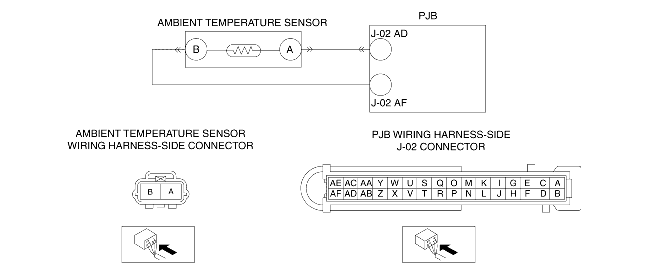 AMBIENT TEMPERATURE SENSOR
PJB
B
A
J-02 AD
J-02 AF
AMBIENT TEMPERATURE SENSOR
WIRING HARNESS-SIDE CONNECTOR
B A
PJB WIRING HARNESS-SIDE
J-02 CONNECTOR
AE AC AA Y W U S Q O M K I G E C A
AF AD AB Z X V T R P N L J H F D B